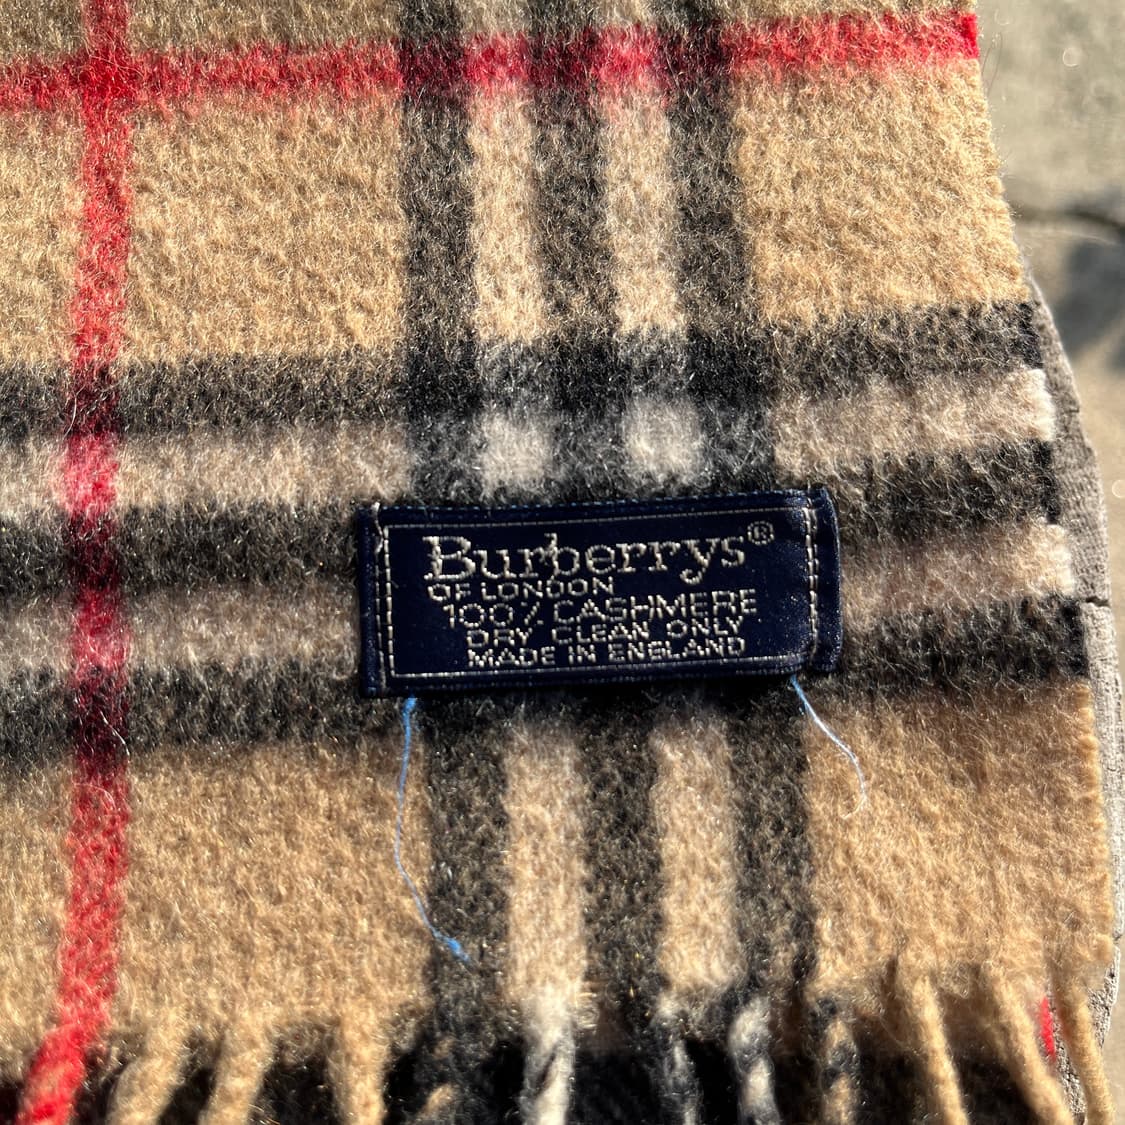 Burberrys®
OF LONDON
100% CASHMERE
DRY CLEAN ONLY
MADE IN ENGLAND